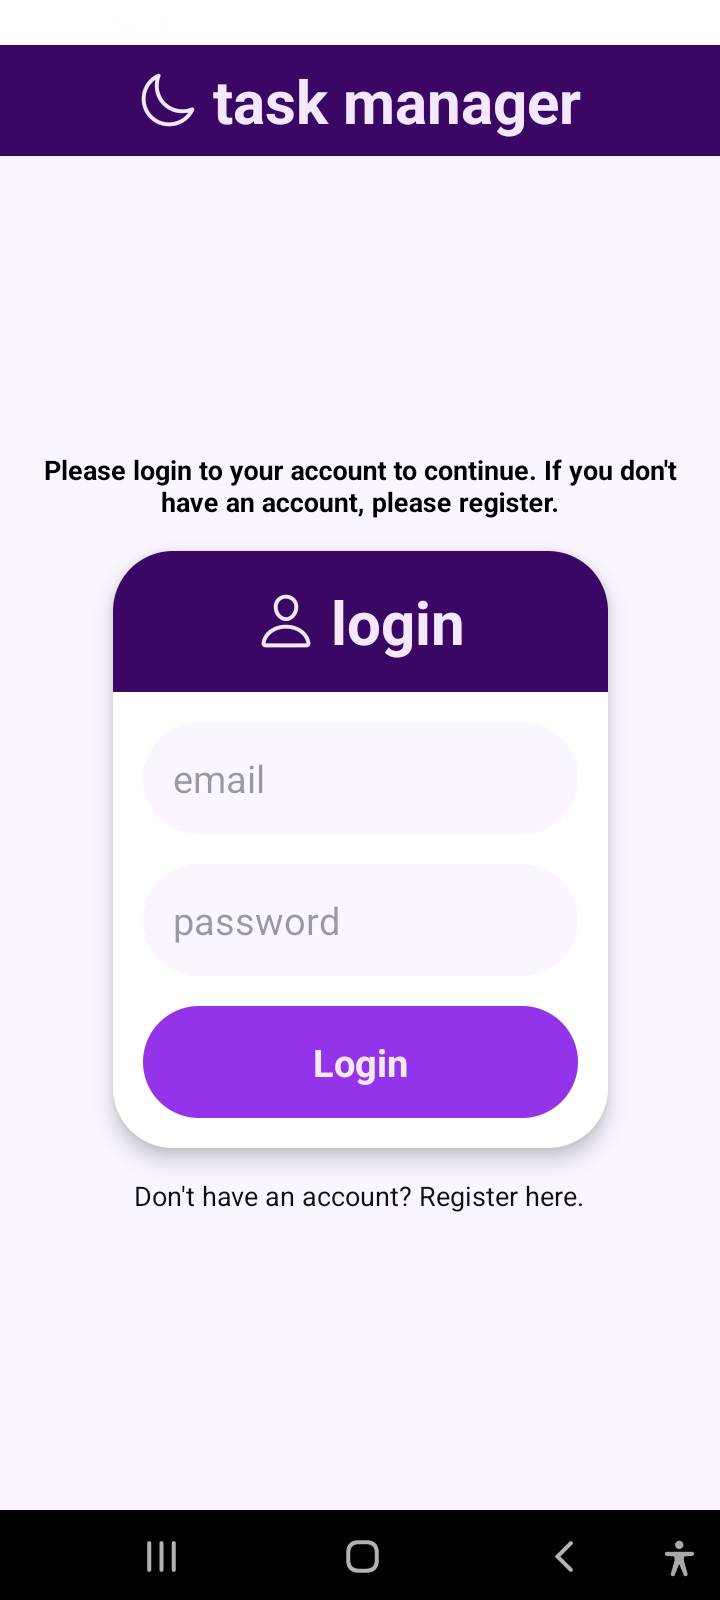 task manager
Please login to your account to continue. If you don't
have an account, please register.
login
email
password
Login
Don't have an account? Register here.